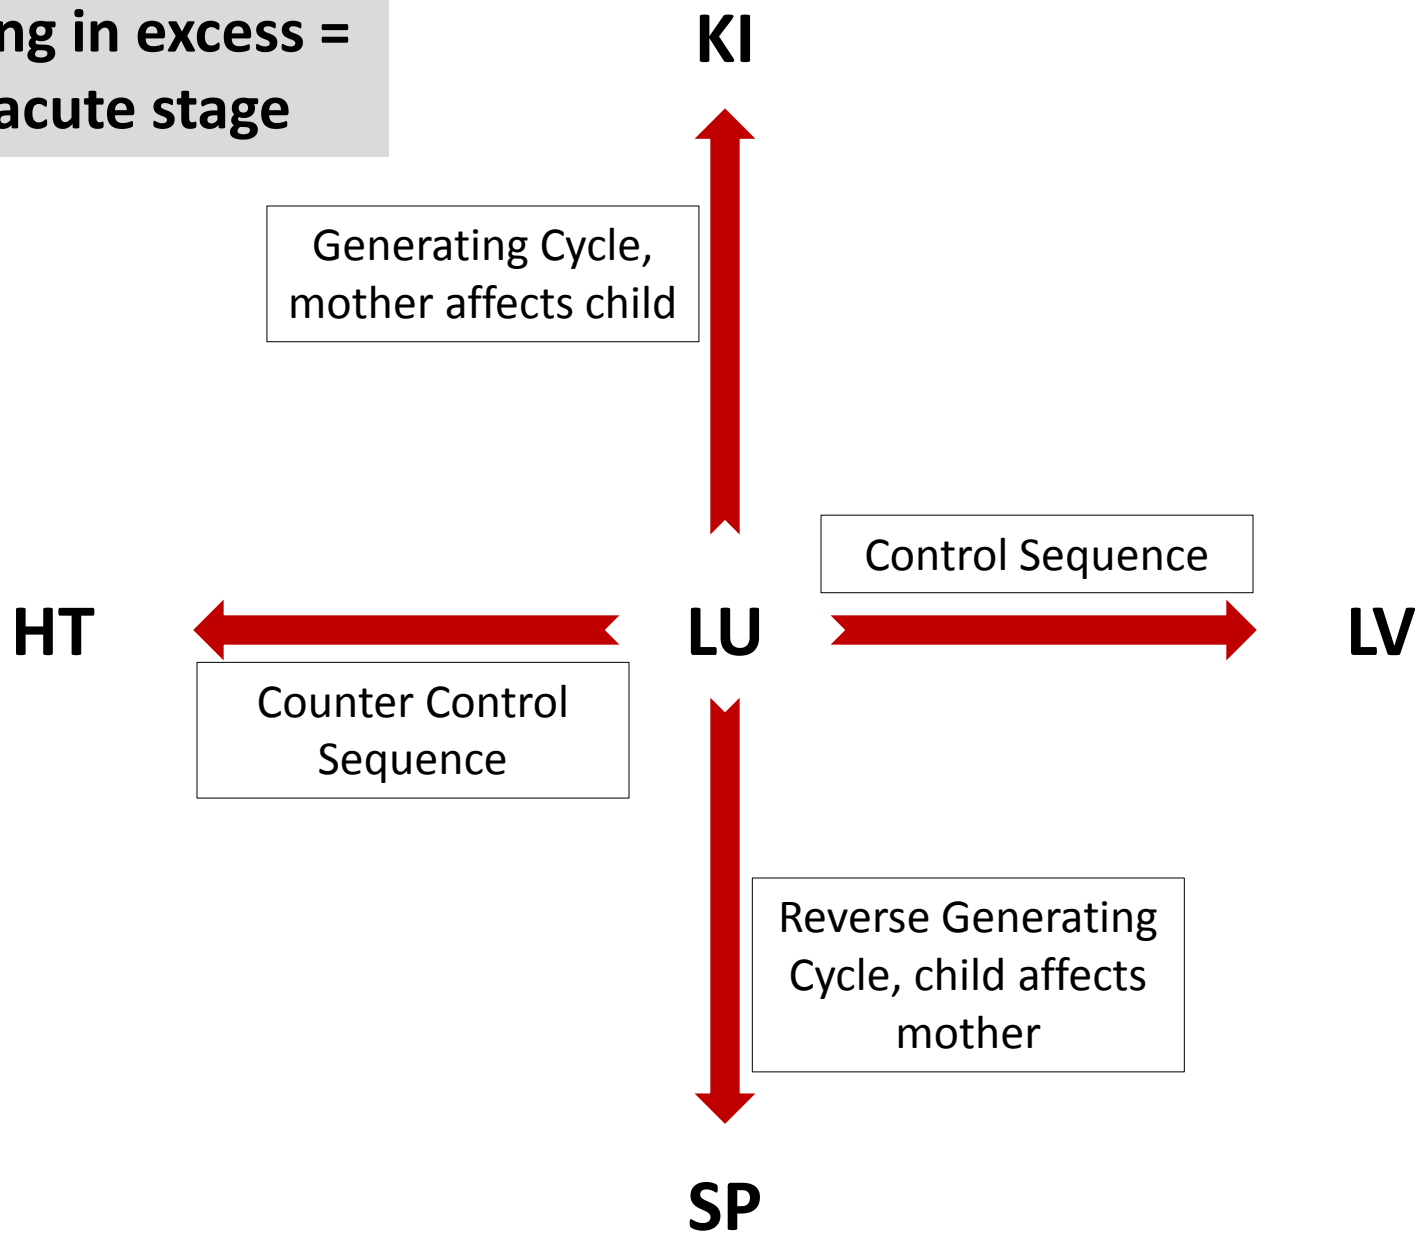 ng in excess =
acute stage
KI
Generating Cycle,
mother affects child
Control Sequence
HT
LU
LV
Counter Control
Sequence
Reverse Generating
Cycle, child affects
mother
SP